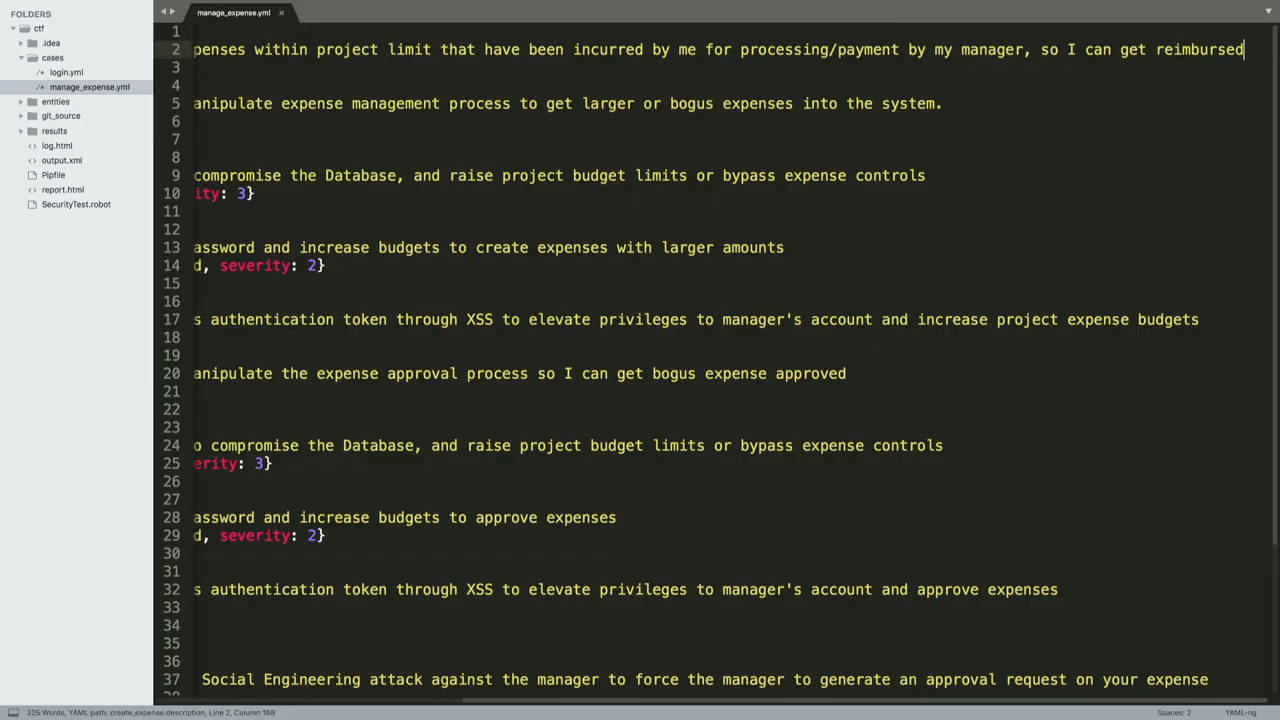 FOLDERS
ctf
.idea
cases
login.yml
manage_expense.yml
entities
git_source
results
log.html
output.xml
Pipfile
report.html
SecurityTest.robot
manage_expense.yml ×
1
2 penses within project limit that have been incurred by me for processing/payment by my manager, so I can get reimbursed
3
4
5 anipulate expense management process to get larger or bogus expenses into the system.
6
7
8
9 compromise the Database, and raise project budget limits or bypass expense controls
10 ity: 3}
11
12
13 assword and increase budgets to create expenses with larger amounts
14 d, severity: 2}
15
16
17 s authentication token through XSS to elevate privileges to manager's account and increase project expense budgets
18
19
20 anipulate the expense approval process so I can get bogus expense approved
21
22
23
24 o compromise the Database, and raise project budget limits or bypass expense controls
25 erity: 3}
26
27
28 assword and increase budgets to approve expenses
29 d, severity: 2}
30
31
32 s authentication token through XSS to elevate privileges to manager's account and approve expenses
33
34
35
36
37 Social Engineering attack against the manager to force the manager to generate an approval request on your expense
38
325 Words, YAML path: create_expense.description, Line 2, Column 168
Spaces: 2
YAML-ng